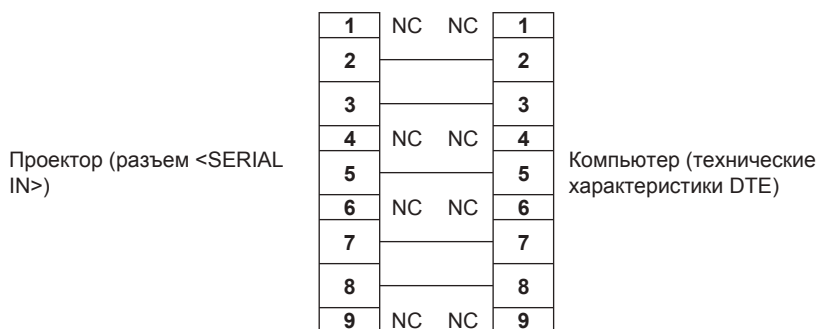 1 NC NC 1
2 2
3 3
4 NC NC 4
Проектор (разъем <SERIAL
IN>)
5 5
Компьютер (технические
характеристики DTE)
6 NC NC 6
7 7
8 8
9 NC NC 9